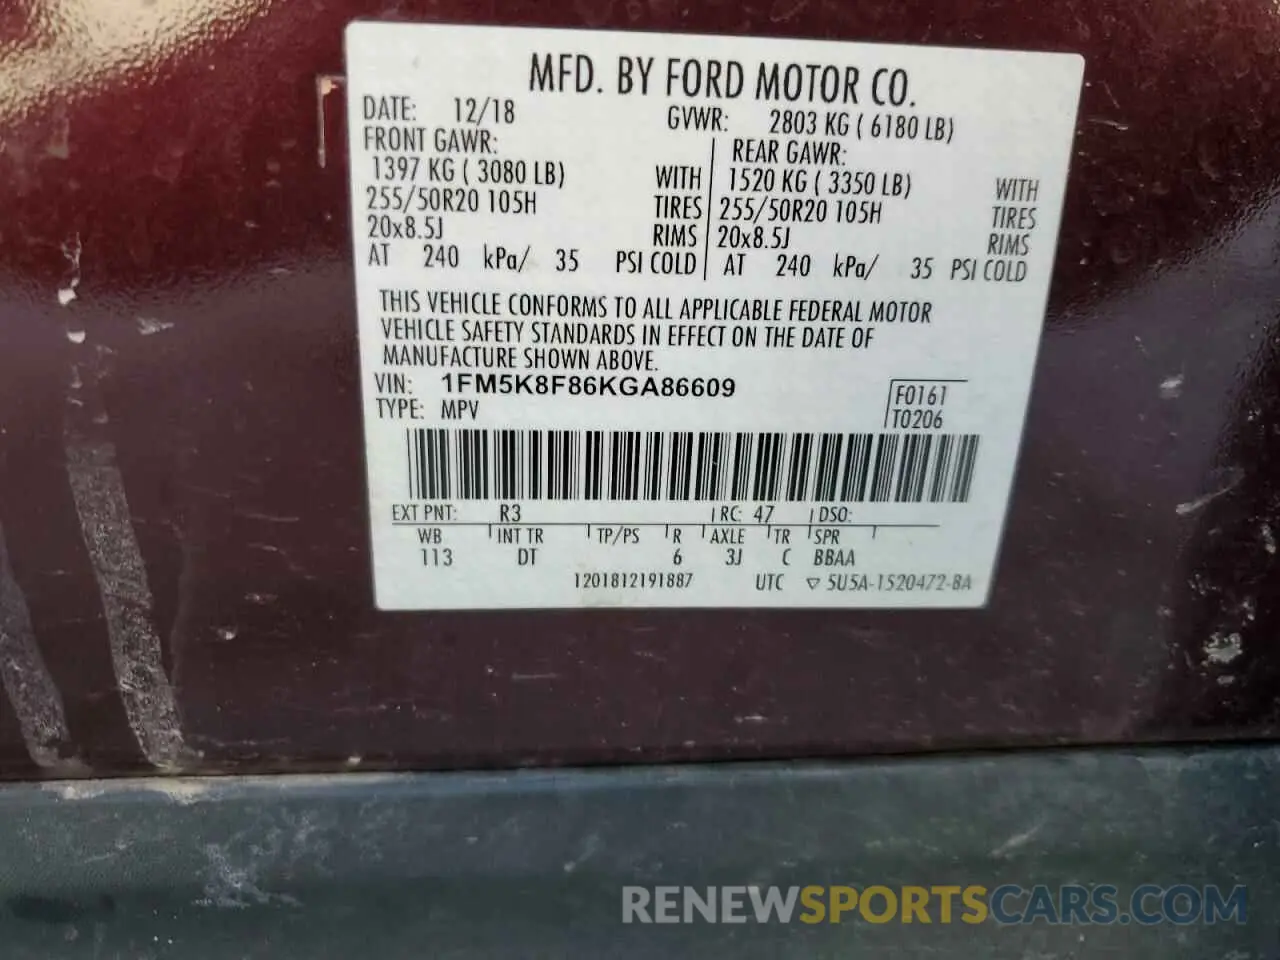 MFD. BY FORD MOTOR CO.
DATE: 12/18 GVWR: 2803 KG ( 6180 LB)
FRONT GAWR: REAR GAWR:
1397 KG ( 3080 LB) WITH 1520 KG ( 3350 LB) WITH
255/50R20 105H TIRES 255/50R20 105H TIRES
20x8.5J RIMS 20x8.5J RIMS
AT 240 kPa/ 35 PSI COLD AT 240 kPa/ 35 PSI COLD
THIS VEHICLE CONFORMS TO ALL APPLICABLE FEDERAL MOTOR
VEHICLE SAFETY STANDARDS IN EFFECT ON THE DATE OF
MANUFACTURE SHOWN ABOVE.
VIN: 1FM5K8F86KGA86609 F0161
TYPE: MPV T0206
EXT PNT: R3 RC: 47 DSO:
WB INT TR TP/PS R AXLE TR SPR
113 DT 6 3J C BBAA
1201812191887 UTC ▽ 5U5A-1520472-BA
RENEWSPORTSCARS.COM